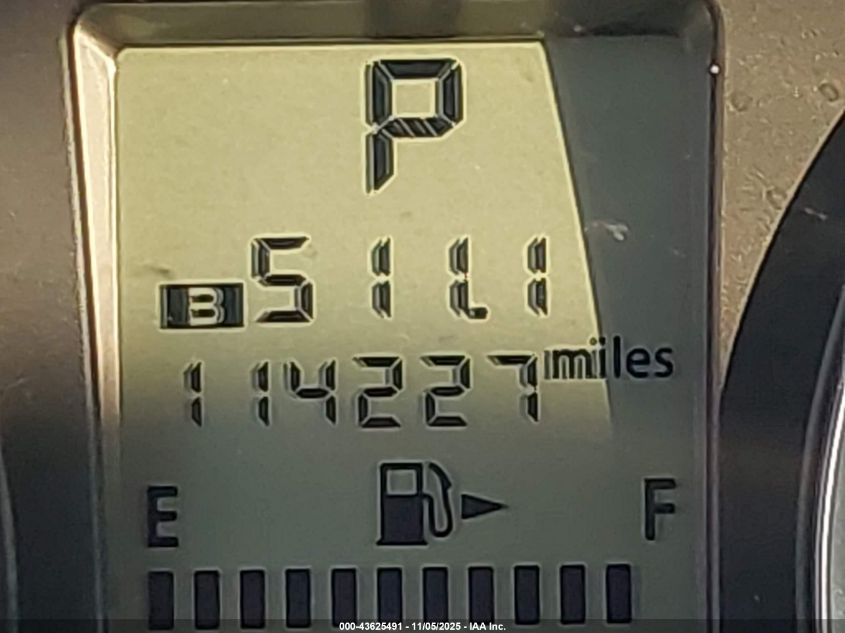 P
B 511.1
114227 miles
E F
000-43625491 - 11/05/2025 - IAA Inc.